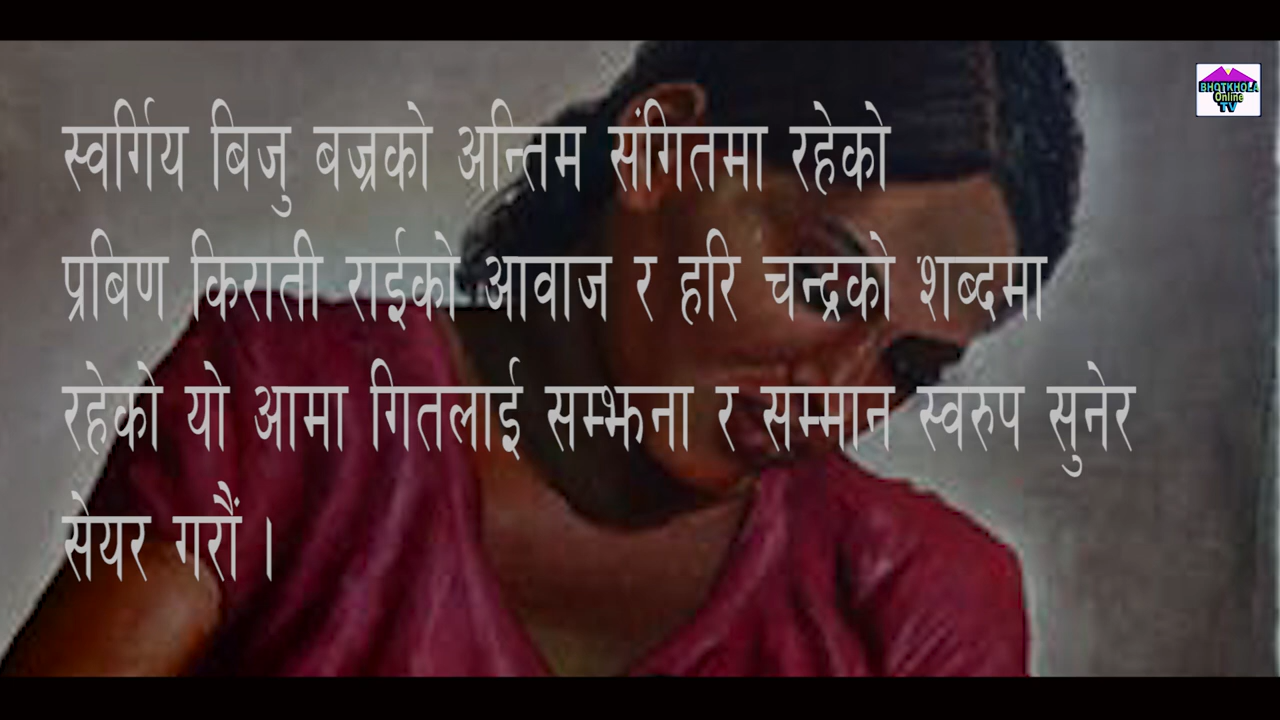 स्वर्गिय बिजु बज्रको अन्तिम संगितमा रहेको
प्रबिण किराती राईको आवाज र हरि चन्द्रको शब्दमा
रहेको यो आमा गितलाई सम्झना र सम्मान स्वरुप सुनेर
सेयर गरौं ।
BHOTKHOLA
Online
TV